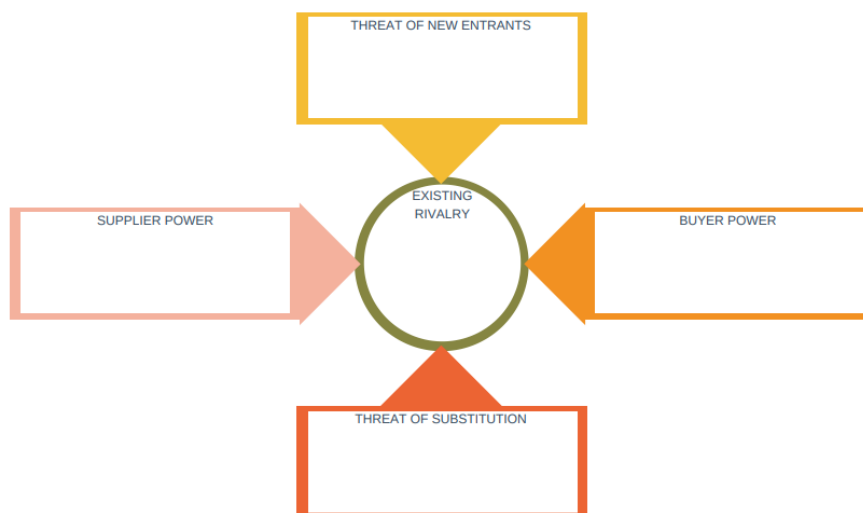 THREAT OF NEW ENTRANTS
EXISTING
RIVALRY
SUPPLIER POWER
BUYER POWER
THREAT OF SUBSTITUTION